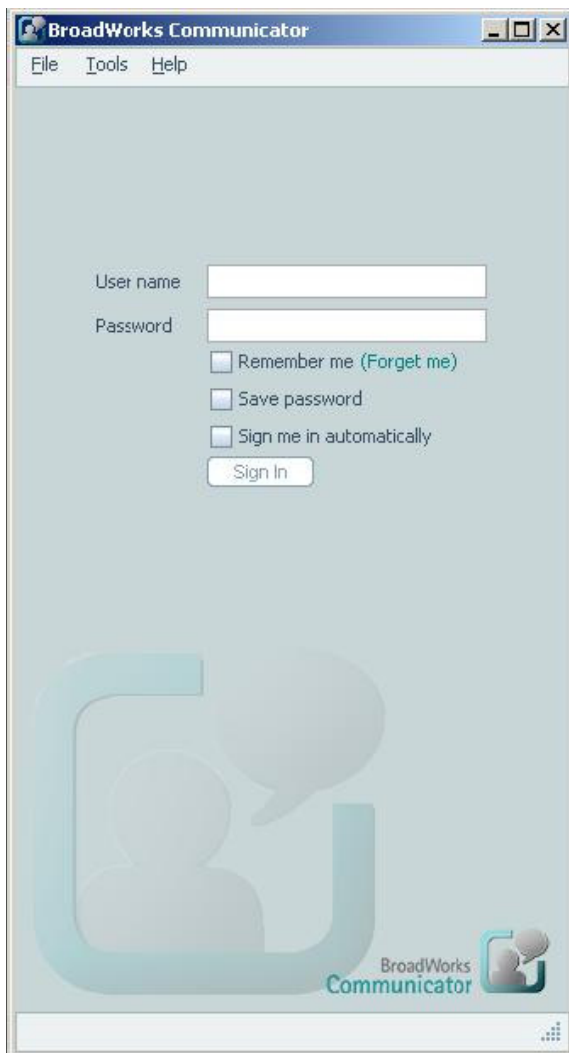 BroadWorks Communicator
File Tools Help
User name
Password
Remember me (Forget me)
Save password
Sign me in automatically
Sign In
BroadWorks
Communicator